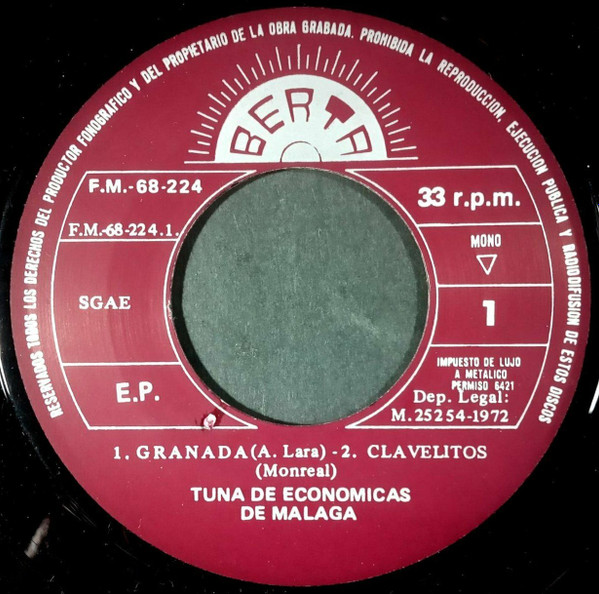 RESERVADOS TODOS LOS DERECHOS DEL PRODUCTOR FONOGRAFICO Y DEL PROPIETARIO DE LA OBRA GRABADA. PROHIBIDA LA REPRODUCCION, EJECUCION PUBLICA Y RADIODIFUSION DE ESTOS DISCOS
BERTA
F.M.-68-224
33 r.p.m.
F.M.-68-224.1.
MONO
SGAE
1
E.P.
IMPUESTO DE LUJO
A METALICO
PERMISO 6421
Dep. Legal:
M. 25254-1972
1. GRANADA (A. Lara) - 2. CLAVELITOS
(Monreal)
TUNA DE ECONOMICAS
DE MALAGA